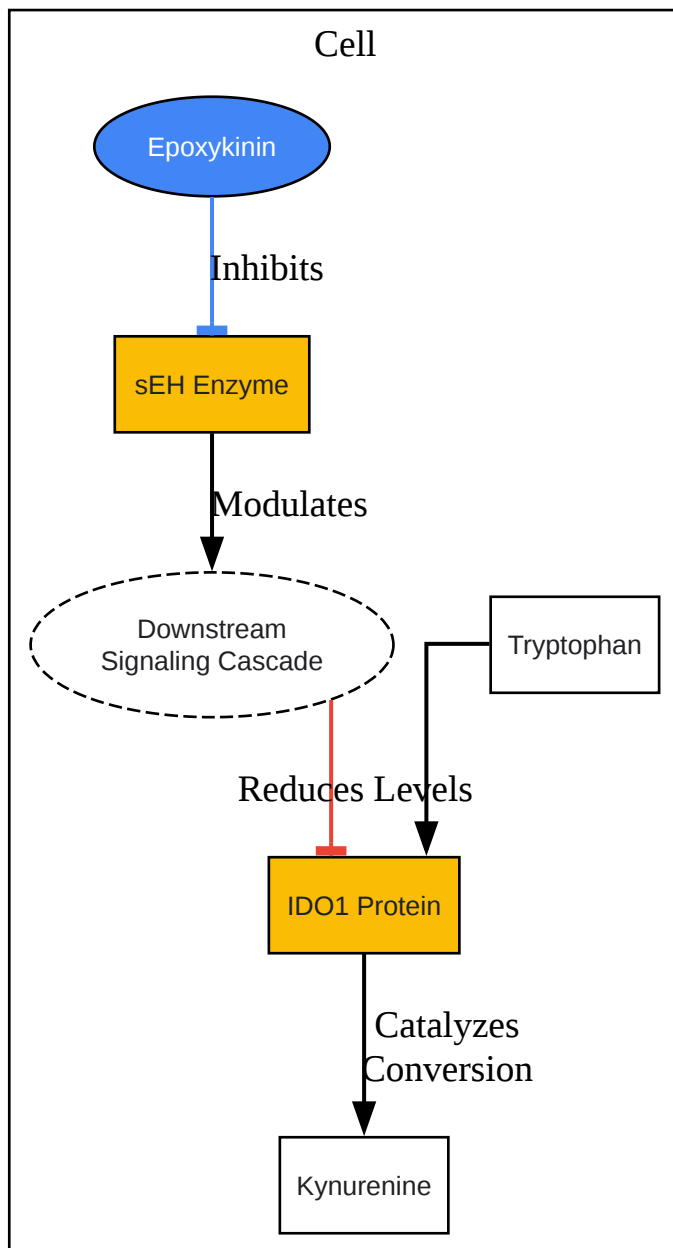 Cell
Epoxykinin
Inhibits
sEH Enzyme
Modulates
Downstream
Signaling Cascade
Tryptophan
Reduces Levels
IDO1 Protein
Catalyzes
Conversion
Kynurenine